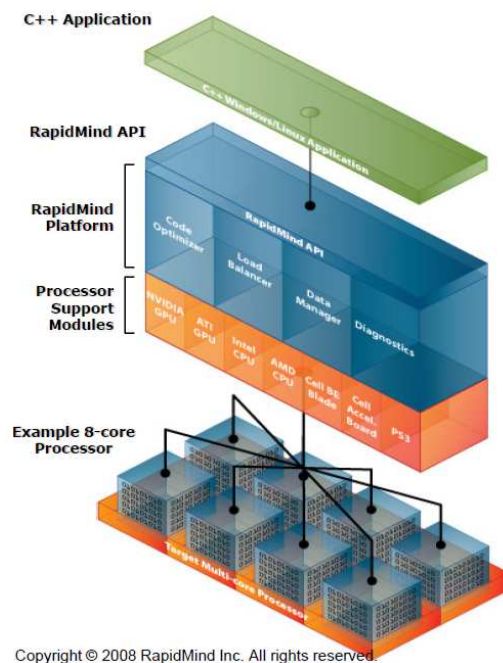 C++ Application
C++ Windows/Linux Application
RapidMind API
RapidMind
Platform
RapidMind API
Code
Optimizer
Load
Balancer
Data
Manager
Diagnostics
Processor
Support
Modules
NVIDIA
GPU
ATI
GPU
Intel
CPU
AMD
CPU
Cell BE
Blade
Cell
Accel.
Board
PS3
Example 8-core
Processor
Target Multi-core Processor
Copyright © 2008 RapidMind Inc. All rights reserved.